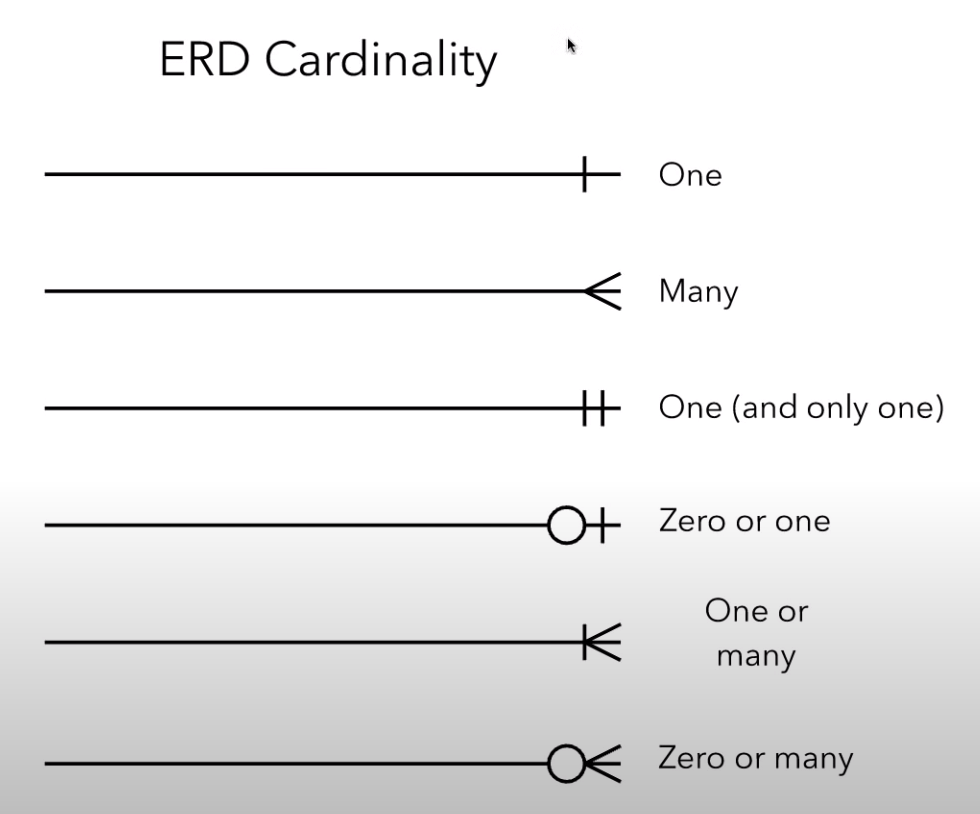 ERD Cardinality
One
Many
One (and only one)
Zero or one
One or
many
Zero or many